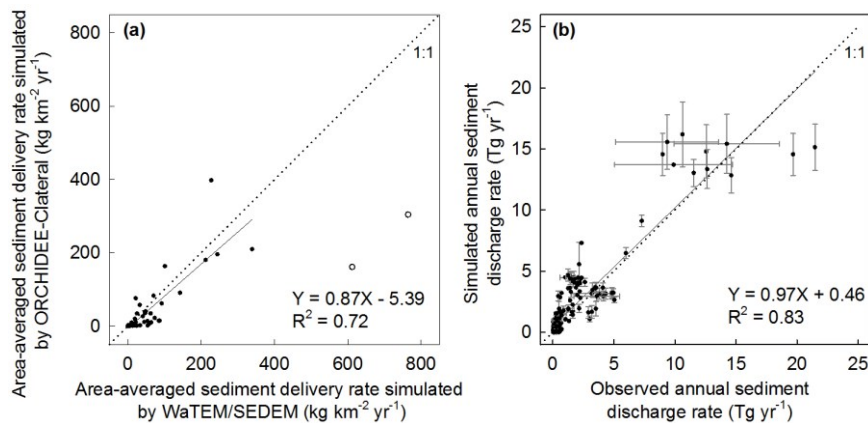 (a)
Area-averaged sediment delivery rate simulated
by ORCHIDEE-Clateral (kg km⁻² yr⁻¹)
800
600
400
200
0
1:1
Y = 0.87X - 5.39
R² = 0.72
0 200 400 600 800
Area-averaged sediment delivery rate simulated
by WaTEM/SEDEM (kg km⁻² yr⁻¹)
(b)
Simulated annual sediment
discharge rate (Tg yr⁻¹)
25
20
15
10
5
0
1:1
Y = 0.97X + 0.46
R² = 0.83
0 5 10 15 20 25
Observed annual sediment
discharge rate (Tg yr⁻¹)